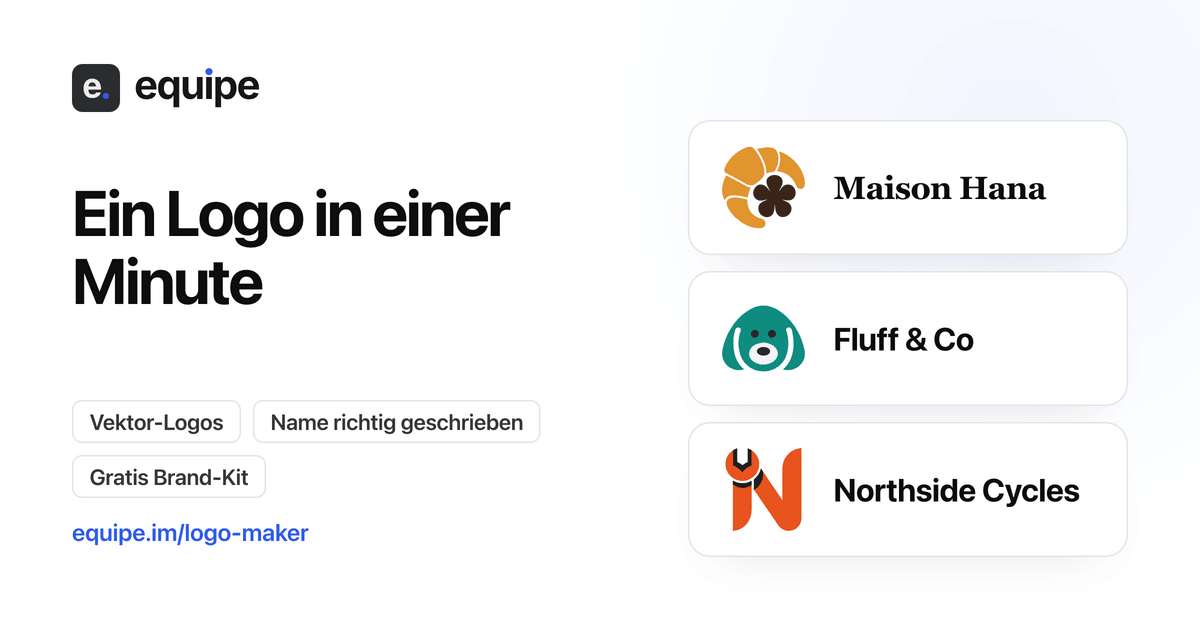 e.
equipe
Ein Logo in einer
Minute
Vektor-Logos
Name richtig geschrieben
Gratis Brand-Kit
equipe.im/logo-maker
Maison Hana
Fluff & Co
N
Northside Cycles